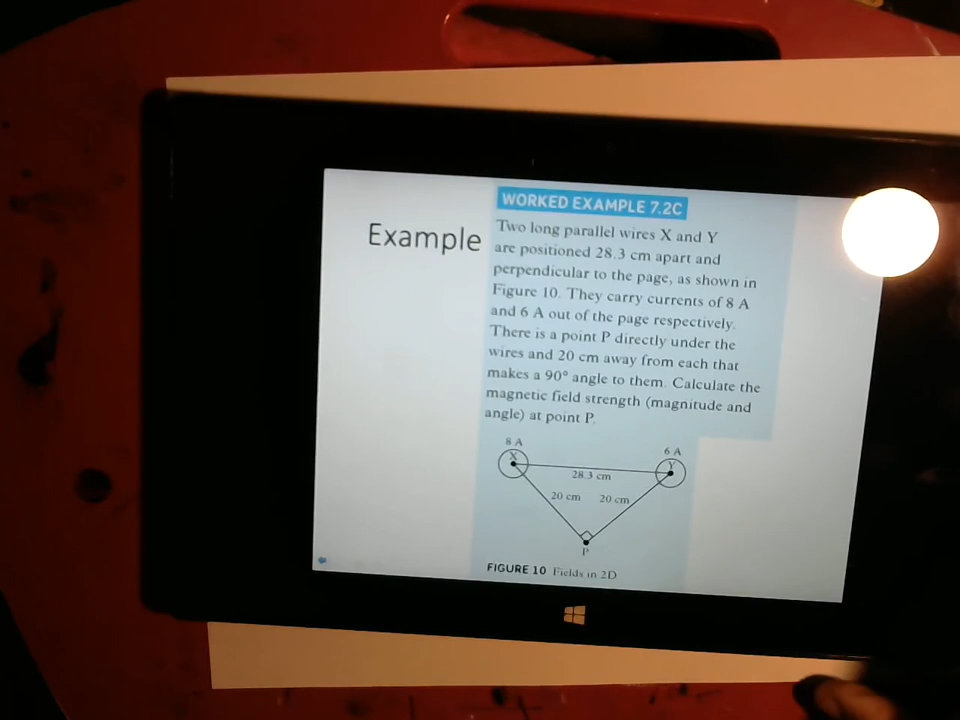 WORKED EXAMPLE 7.2C
Example
Two long parallel wires X and Y
are positioned 28.3 cm apart and
perpendicular to the page, as shown in
Figure 10. They carry currents of 8 A
and 6 A out of the page respectively.
There is a point P directly under the
wires and 20 cm away from each that
makes a 90° angle to them. Calculate the
magnetic field strength (magnitude and
angle) at point P.
8 A
6 A
X
Y
28.3 cm
20 cm 20 cm
P
FIGURE 10 Fields in 2D